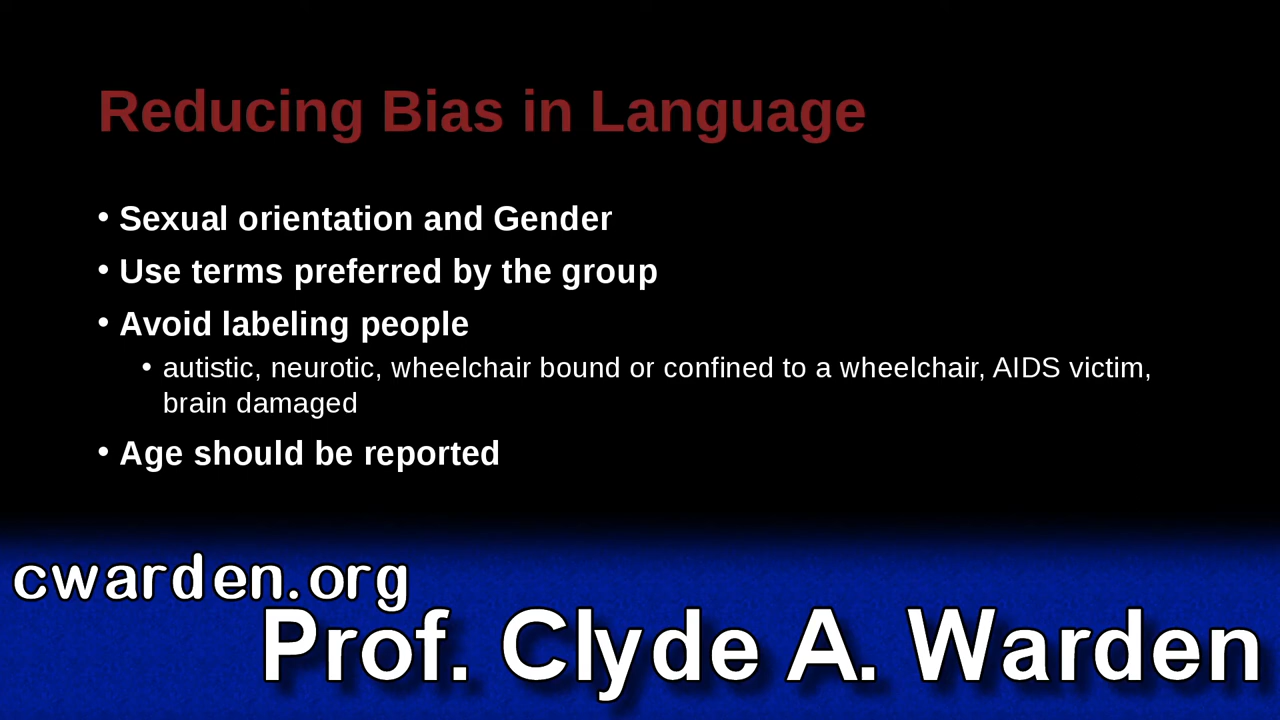 Reducing Bias in Language
• Sexual orientation and Gender
• Use terms preferred by the group
• Avoid labeling people
• autistic, neurotic, wheelchair bound or confined to a wheelchair, AIDS victim,
brain damaged
• Age should be reported
cwarden.org
Prof. Clyde A. Warden